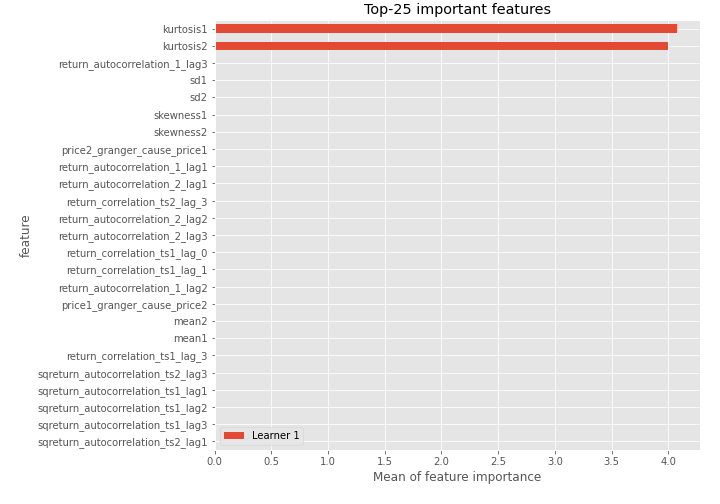 Top-25 important features
kurtosis1
kurtosis2
return_autocorrelation_1_lag3
sd1
sd2
skewness1
skewness2
price2_granger_cause_price1
return_autocorrelation_1_lag1
return_autocorrelation_2_lag1
return_correlation_ts2_lag_3
return_autocorrelation_2_lag2
return_autocorrelation_2_lag3
return_correlation_ts1_lag_0
return_correlation_ts1_lag_1
return_autocorrelation_1_lag2
price1_granger_cause_price2
mean2
mean1
return_correlation_ts1_lag_3
sqreturn_autocorrelation_ts2_lag3
sqreturn_autocorrelation_ts1_lag1
sqreturn_autocorrelation_ts1_lag2
sqreturn_autocorrelation_ts1_lag3
sqreturn_autocorrelation_ts2_lag1
feature
Learner 1
0.0 0.5 1.0 1.5 2.0 2.5 3.0 3.5 4.0
Mean of feature importance